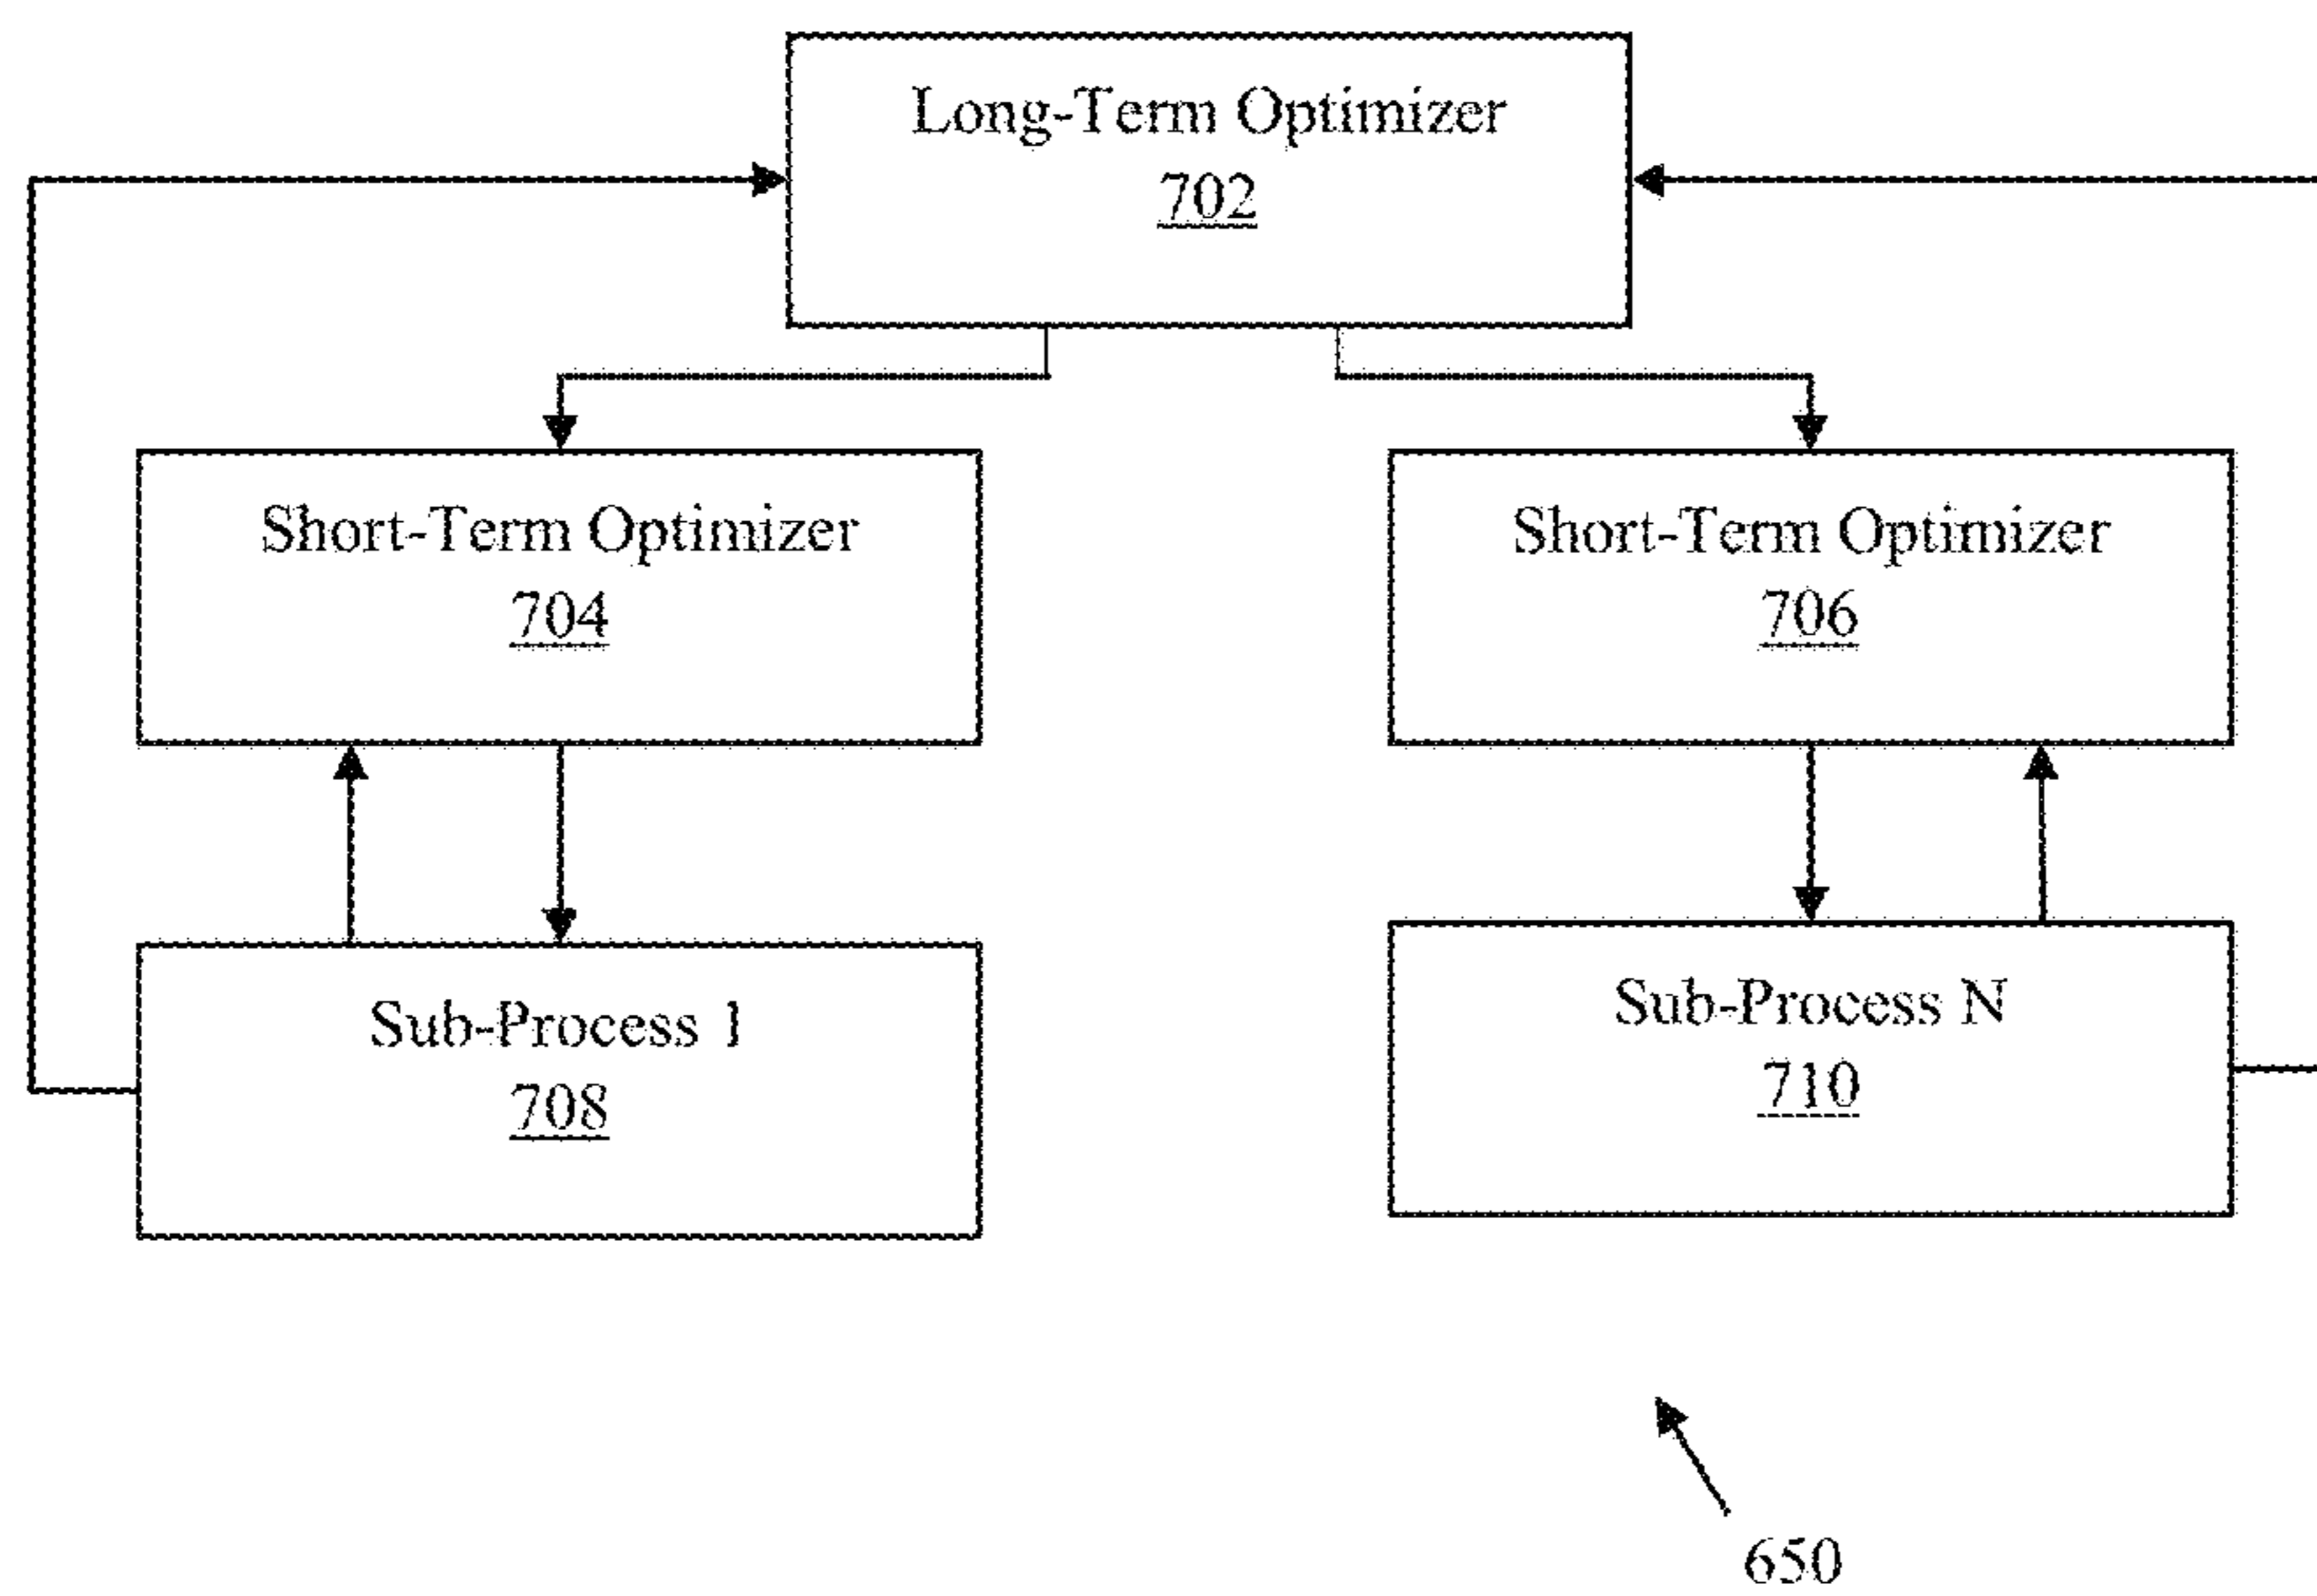 Long-Term Optimizer
702
Short-Term Optimizer
704
Short-Term Optimizer
706
Sub-Process 1
708
Sub-Process N
710
650